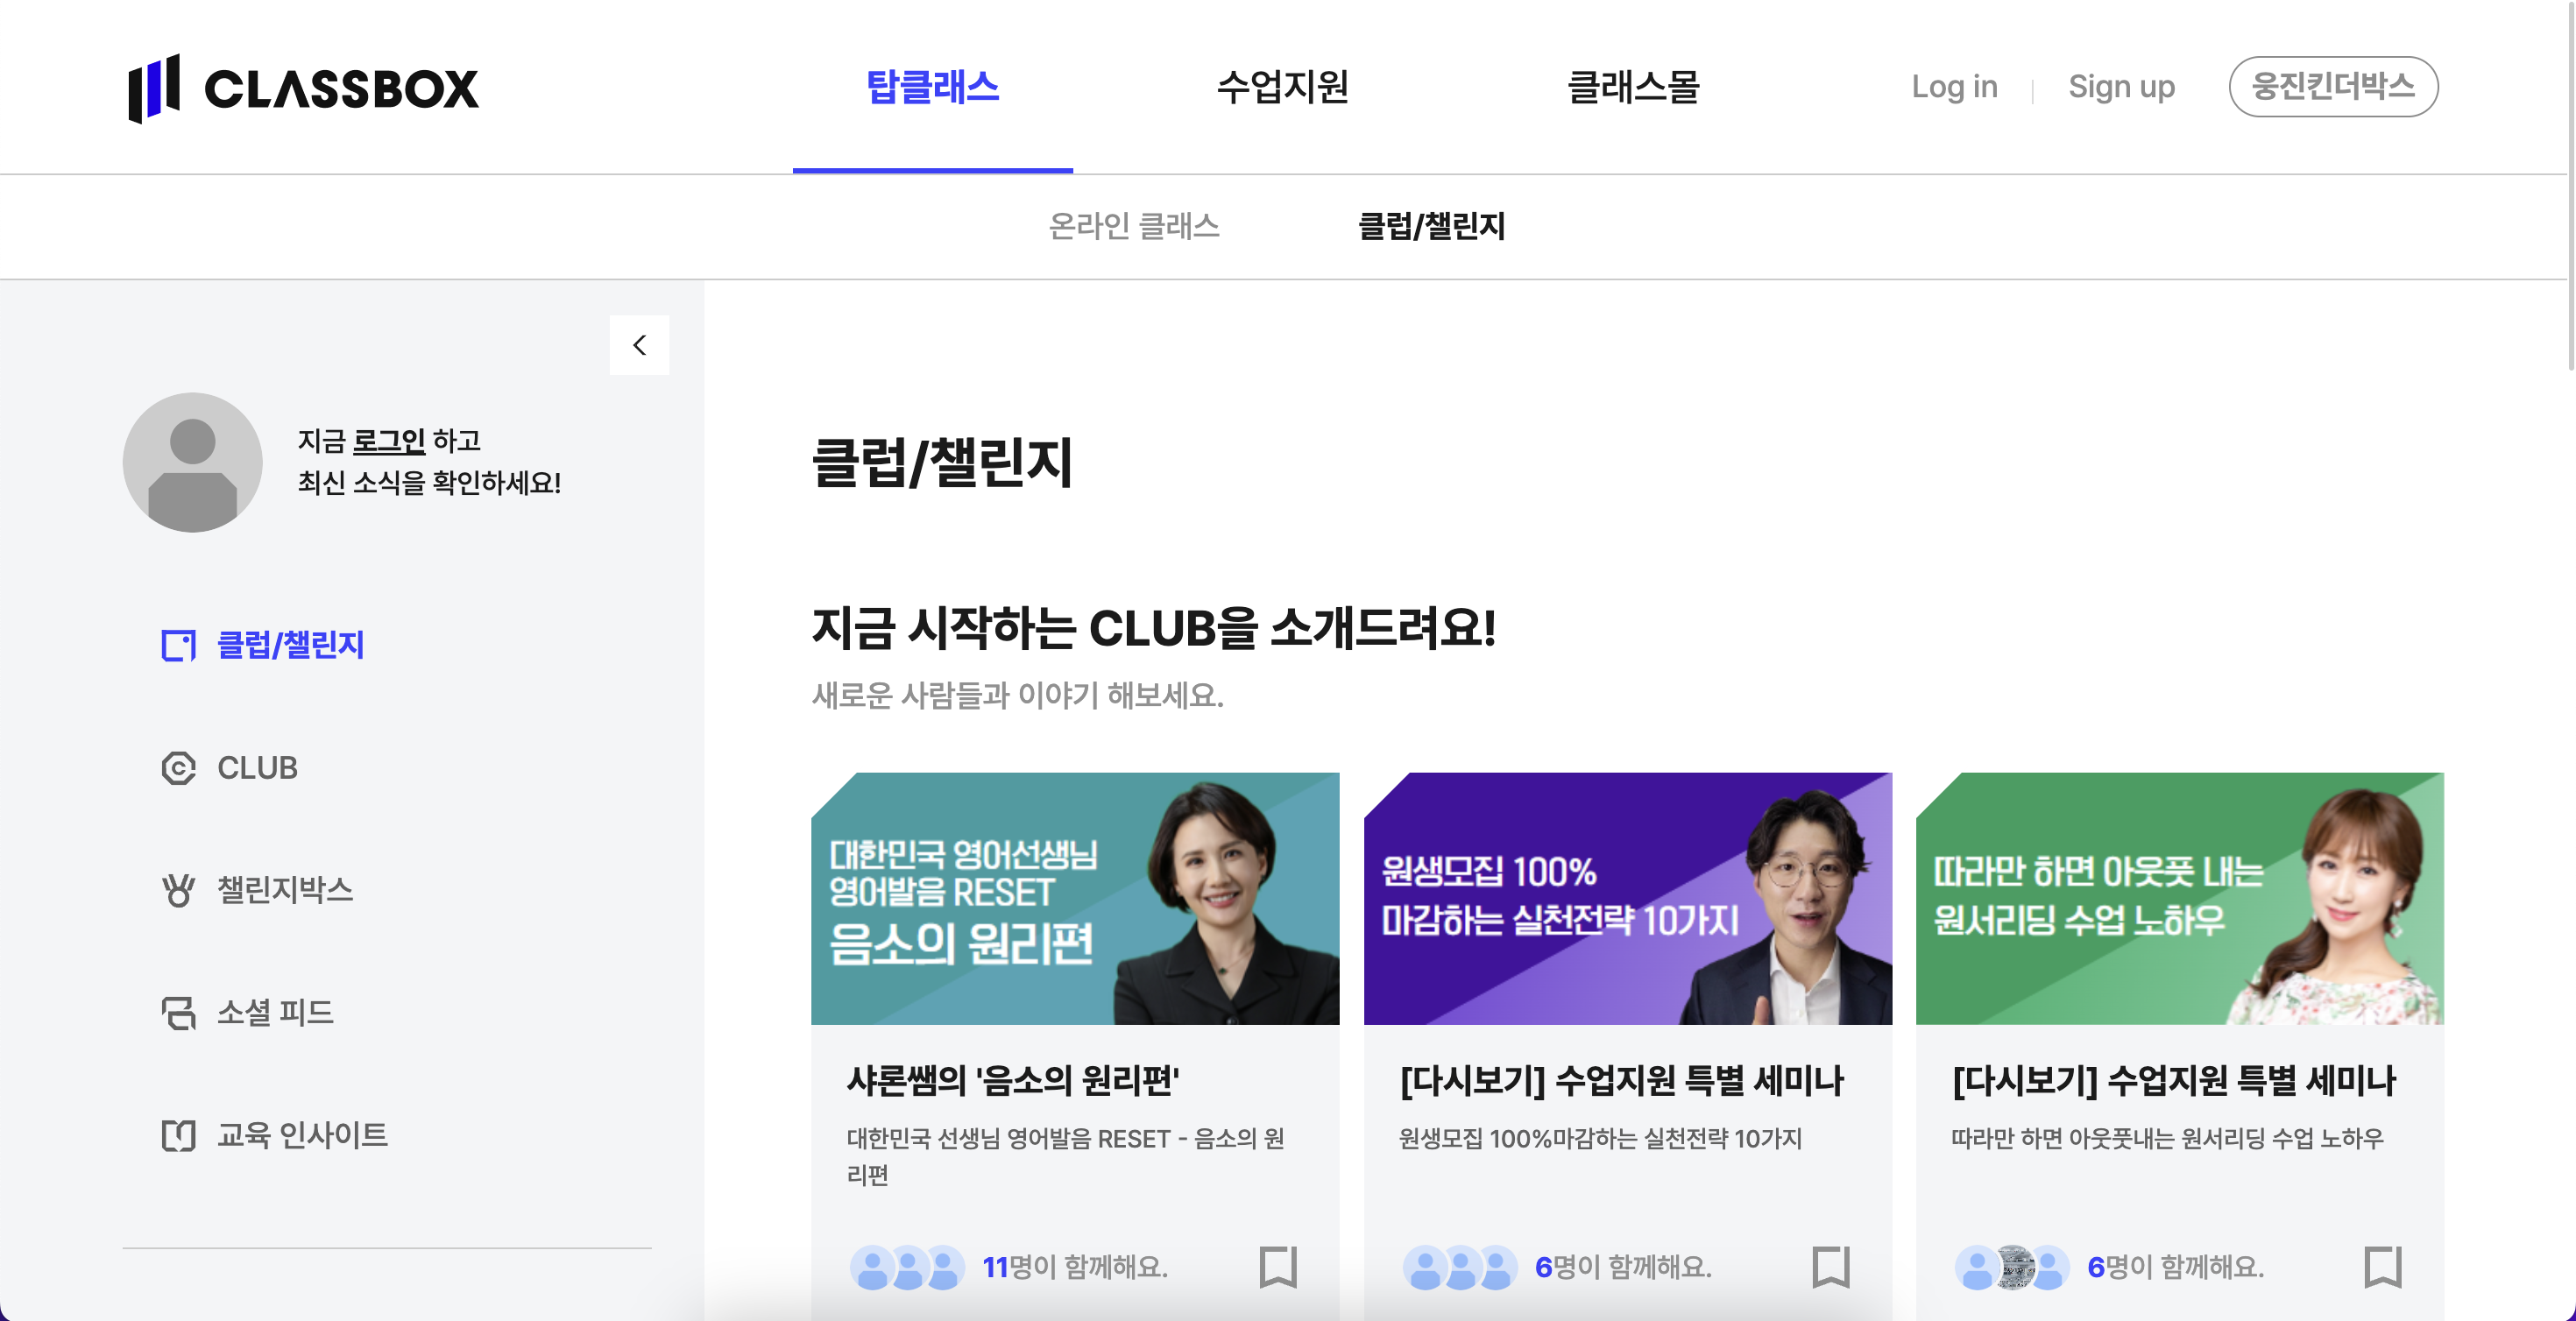 CLASSBOX
탑클래스
수업지원
클래스몰
Log in
Sign up
웅진킨더박스
온라인 클래스
클럽/챌린지
지금 로그인 하고
최신 소식을 확인하세요!
클럽/챌린지
CLUB
챌린지박스
소셜 피드
교육 인사이트
클럽/챌린지
지금 시작하는 CLUB을 소개드려요!
새로운 사람들과 이야기 해보세요.
대한민국 영어선생님
영어발음 RESET
음소의 원리편
샤론쌤의 '음소의 원리편'
대한민국 선생님 영어발음 RESET - 음소의 원
리편
11명이 함께해요.
원생모집 100%
마감하는 실천전략 10가지
[다시보기] 수업지원 특별 세미나
원생모집 100%마감하는 실천전략 10가지
6명이 함께해요.
따라만 하면 아웃풋 내는
원서리딩 수업 노하우
[다시보기] 수업지원 특별 세미나
따라만 하면 아웃풋내는 원서리딩 수업 노하우
6명이 함께해요.